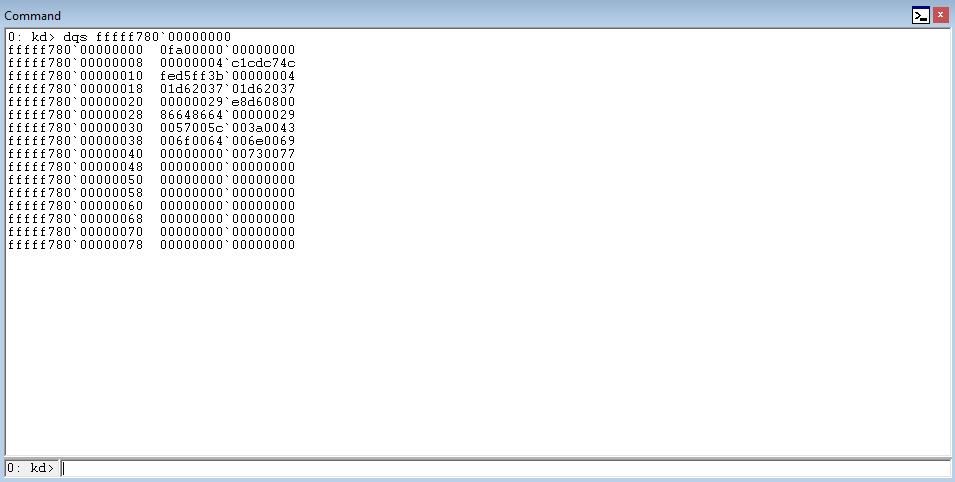 Command
0: kd> dqs fffff780`00000000
fffff780`00000000  0fa00000`00000000
fffff780`00000008  00000004`c1cdc74c
fffff780`00000010  fed5ff3b`00000004
fffff780`00000018  01d62037`01d62037
fffff780`00000020  00000029`e8d60800
fffff780`00000028  86648664`00000029
fffff780`00000030  0057005c`003a0043
fffff780`00000038  006f0064`006e0069
fffff780`00000040  00000000`00730077
fffff780`00000048  00000000`00000000
fffff780`00000050  00000000`00000000
fffff780`00000058  00000000`00000000
fffff780`00000060  00000000`00000000
fffff780`00000068  00000000`00000000
fffff780`00000070  00000000`00000000
fffff780`00000078  00000000`00000000
0: kd>